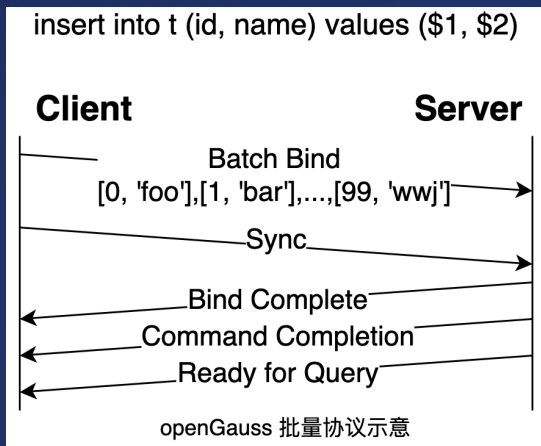 insert into t (id, name) values ($1, $2)
Client
Server
Batch Bind
[0, 'foo'],[1, 'bar'],...,[99, 'wwj']
Sync
Bind Complete
Command Completion
Ready for Query
openGauss 批量协议示意